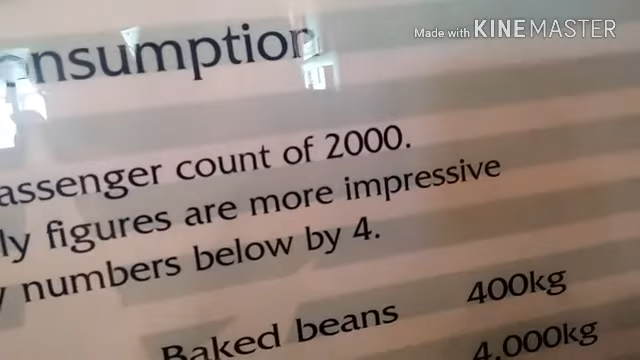 Made with KINEMASTER
onsumption
assenger count of 2000.
ly figures are more impressive
numbers below by 4.
Baked beans 400kg
4,000kg